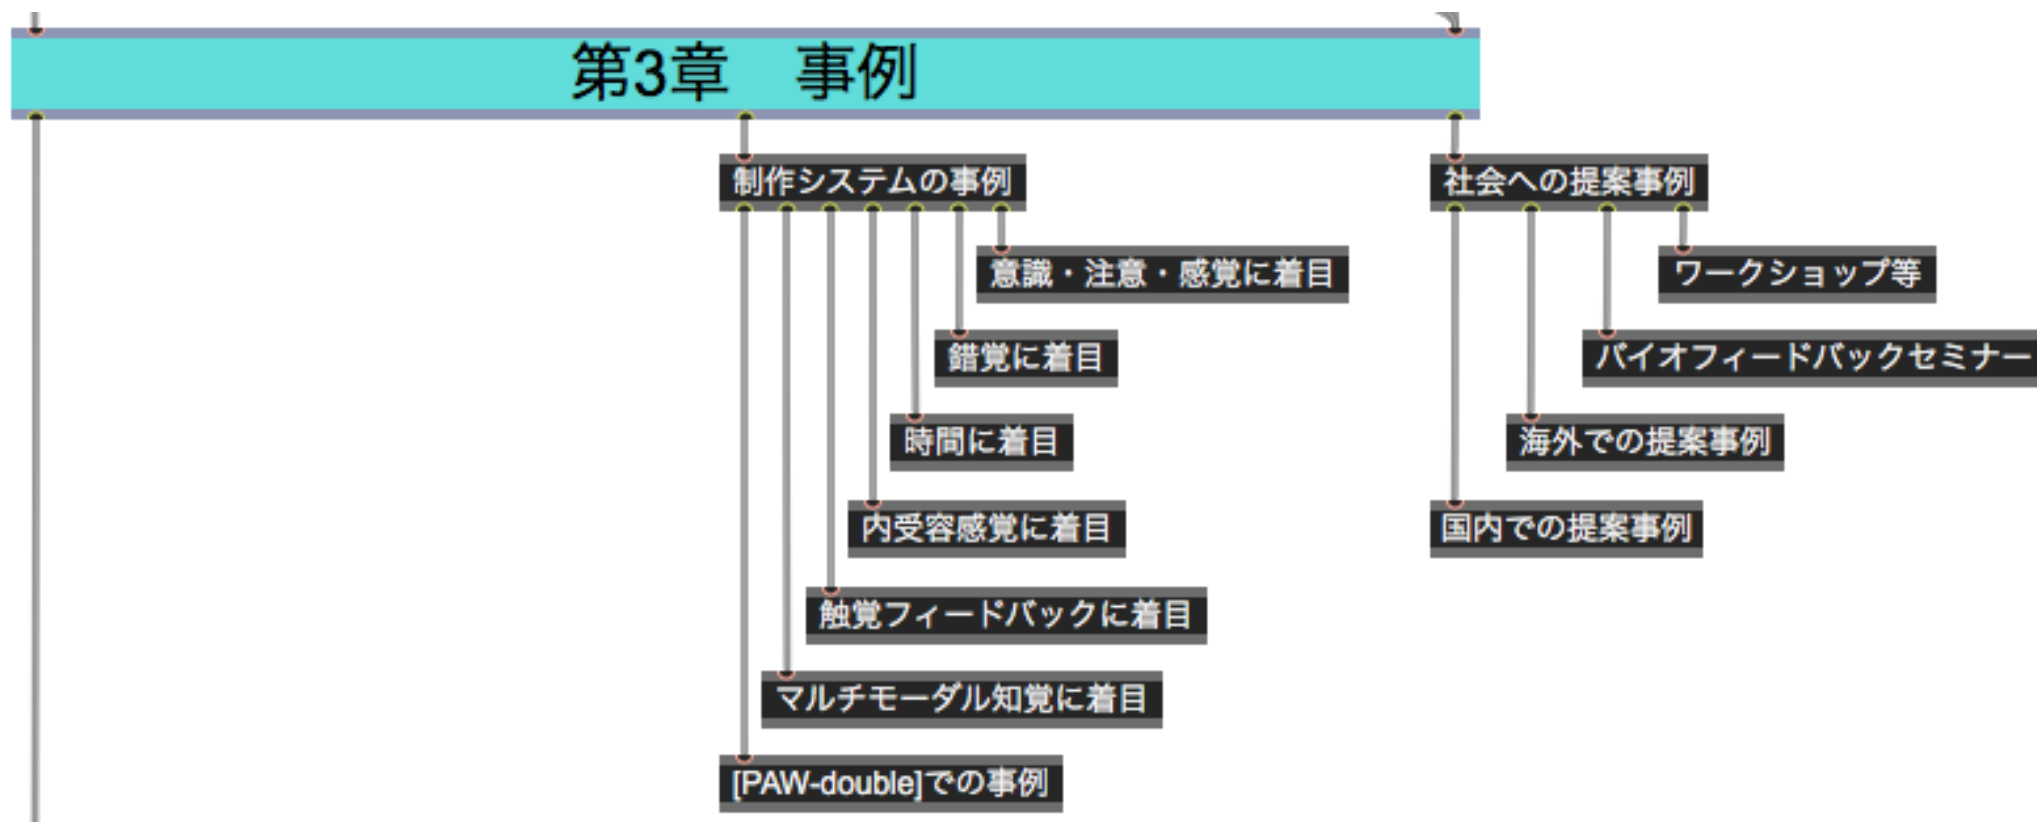 第3章　事例
制作システムの事例
社会への提案事例
意識・注意・感覚に着目
ワークショップ等
錯覚に着目
バイオフィードバックセミナー
時間に着目
海外での提案事例
内受容感覚に着目
国内での提案事例
触覚フィードバックに着目
マルチモーダル知覚に着目
[PAW-double]での事例